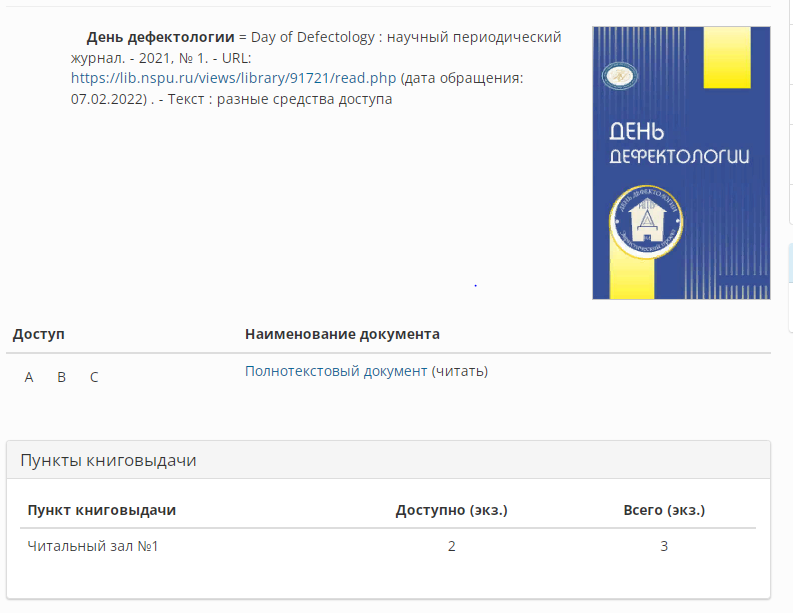 День дефектологии = Day of Defectology : научный периодический
журнал. - 2021, № 1. - URL:
https://lib.nspu.ru/views/library/91721/read.php (дата обращения:
07.02.2022) . - Текст : разные средства доступа
ДЕНЬ
ДЕФЕКТОЛОГИИ
ДЕНЬ ДЕФЕКТОЛОГИИ
Доступ Наименование документа
A B C Полнотекстовый документ (читать)
Пункты книговыдачи
Пункт книговыдачи Доступно (экз.) Всего (экз.)
Читальный зал №1 2 3